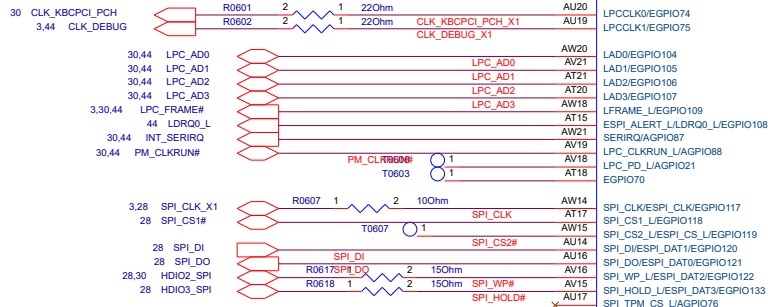 30 CLK_KBCPCI_PCH R0601 2 1 22Ohm AU20 LPCCLK0/EGPIO74
CLK_KBCPCI_PCH_X1
3,44 CLK_DEBUG R0602 2 1 22Ohm AU19 LPCCLK1/EGPIO75
CLK_DEBUG_X1
30,44 LPC_AD0 AW20 LAD0/EGPIO104
LPC_AD0
30,44 LPC_AD1 AV21 LAD1/EGPIO105
LPC_AD1
30,44 LPC_AD2 AT21 LAD2/EGPIO106
LPC_AD2
30,44 LPC_AD3 AT20 LAD3/EGPIO107
LPC_AD3
3,30,44 LPC_FRAME# AW18 LFRAME_L/EGPIO109
44 LDRQ0_L AT15 ESPI_ALERT_L/LDRQ0_L/EGPIO108
30,44 INT_SERIRQ AW21 SERIRQ/AGPIO87
30,44 PM_CLKRUN# AV19 LPC_CLKRUN_L/AGPIO88
PM_CLKRUN# 1 AV18 LPC_PD_L/AGPIO21
T0603 1 AT18 EGPIO70
3,28 SPI_CLK_X1 R0607 1 2 10Ohm AW14 SPI_CLK/ESPI_CLK/EGPIO117
SPI_CLK
28 SPI_CS1# AT17 SPI_CS1_L/EGPIO118
T0607 1 AW15 SPI_CS2_L/ESPI_CS_L/EGPIO119
SPI_CS2#
28 SPI_DI AU14 SPI_DI/ESPI_DAT1/EGPIO120
SPI_DI
28 SPI_DO AU16 SPI_DO/ESPI_DAT0/EGPIO121
SPI_DO
28,30 HDIO2_SPI R0617 1 2 15Ohm AV16 SPI_WP_L/ESPI_DAT2/EGPIO122
SPI_WP#
28 HDIO3_SPI R0618 1 2 15Ohm AV15 SPI_HOLD_L/ESPI_DAT3/EGPIO133
SPI_HOLD#
AU17 SPI_TPM_CS_L/AGPIO76